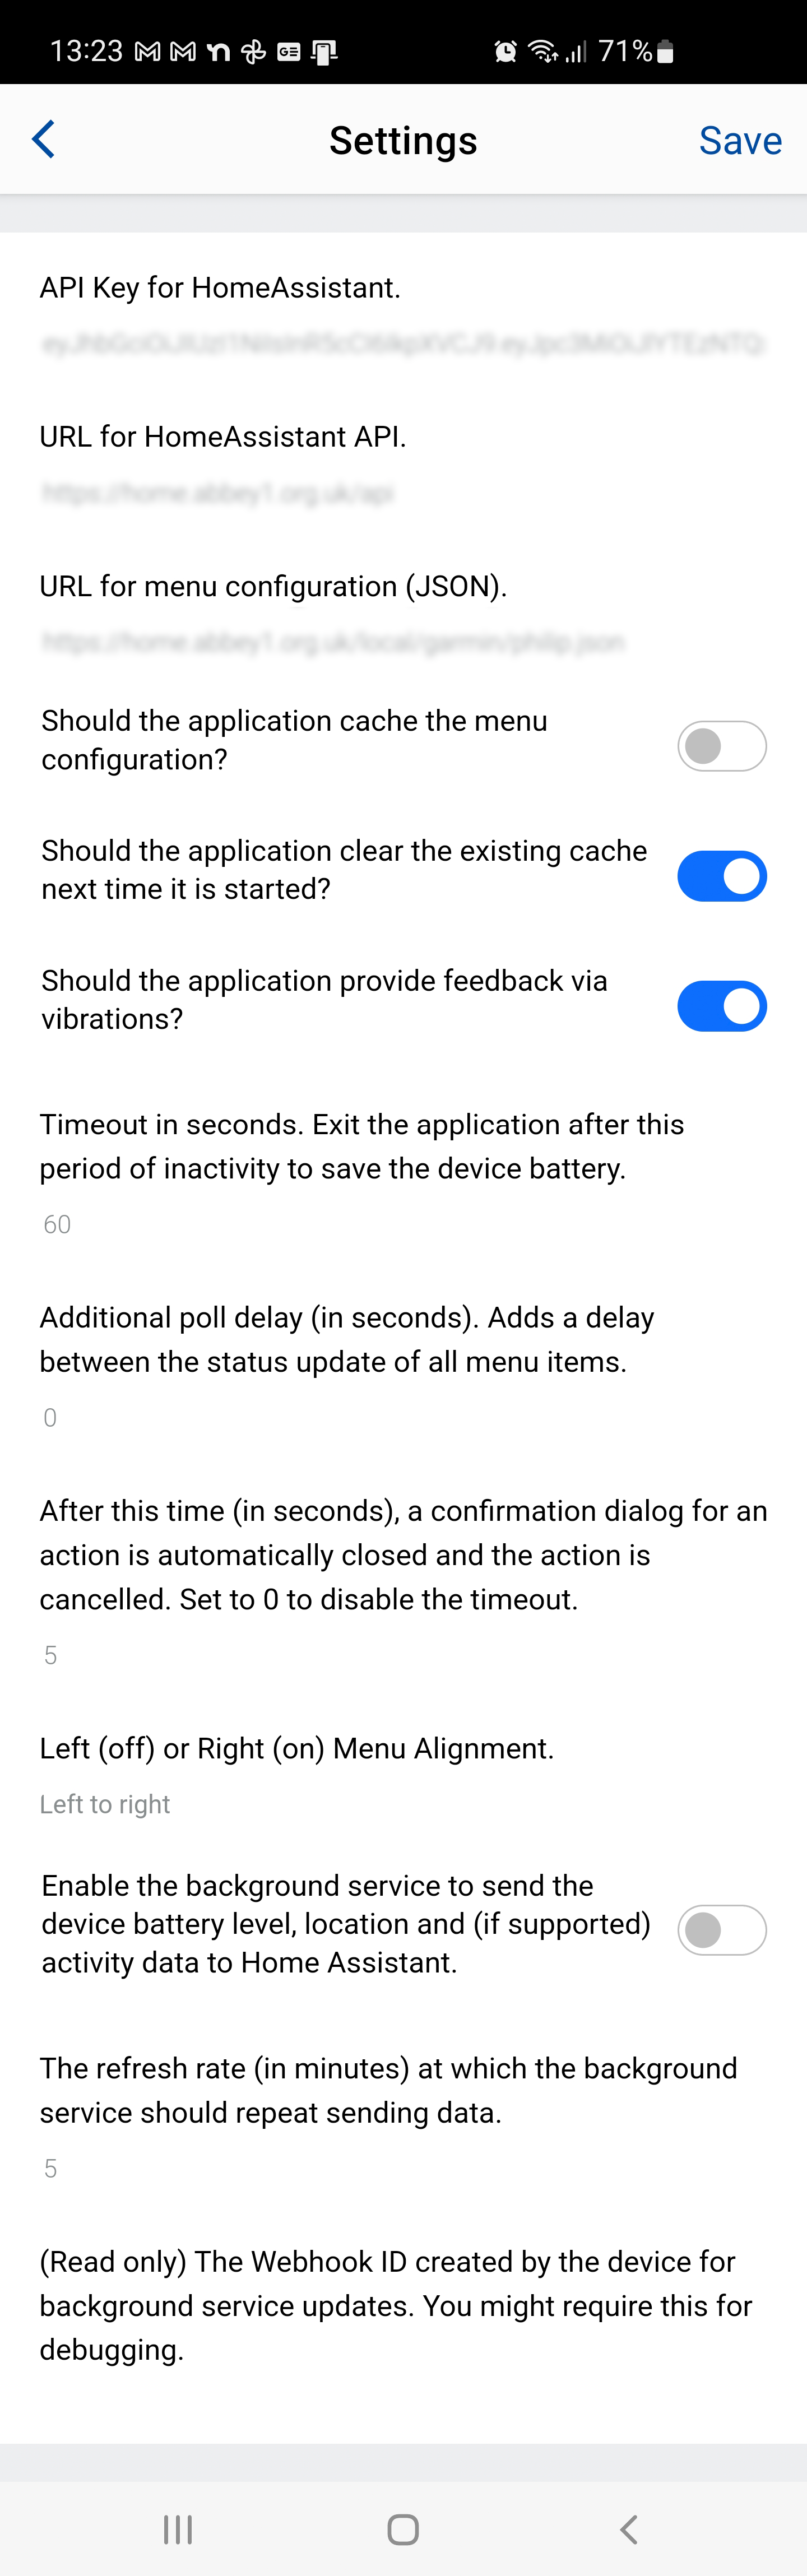 13:23
71%
Settings
Save
API Key for HomeAssistant.
URL for HomeAssistant API.
URL for menu configuration (JSON).
Should the application cache the menu
configuration?
Should the application clear the existing cache
next time it is started?
Should the application provide feedback via
vibrations?
Timeout in seconds. Exit the application after this
period of inactivity to save the device battery.
60
Additional poll delay (in seconds). Adds a delay
between the status update of all menu items.
0
After this time (in seconds), a confirmation dialog for an
action is automatically closed and the action is
cancelled. Set to 0 to disable the timeout.
5
Left (off) or Right (on) Menu Alignment.
Left to right
Enable the background service to send the
device battery level, location and (if supported)
activity data to Home Assistant.
The refresh rate (in minutes) at which the background
service should repeat sending data.
5
(Read only) The Webhook ID created by the device for
background service updates. You might require this for
debugging.